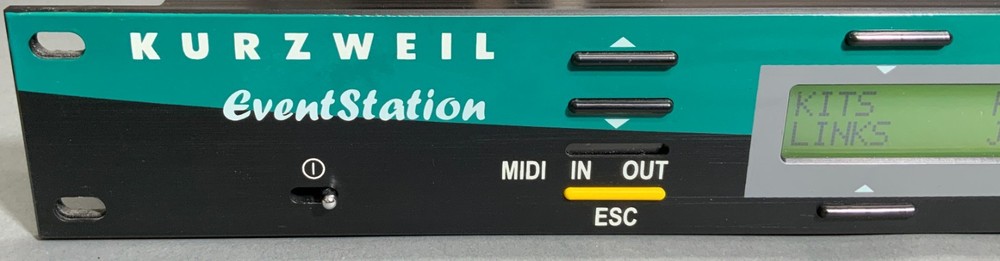 KURZWEIL
EventStation
MIDI IN OUT
ESC
KITS
LINKS